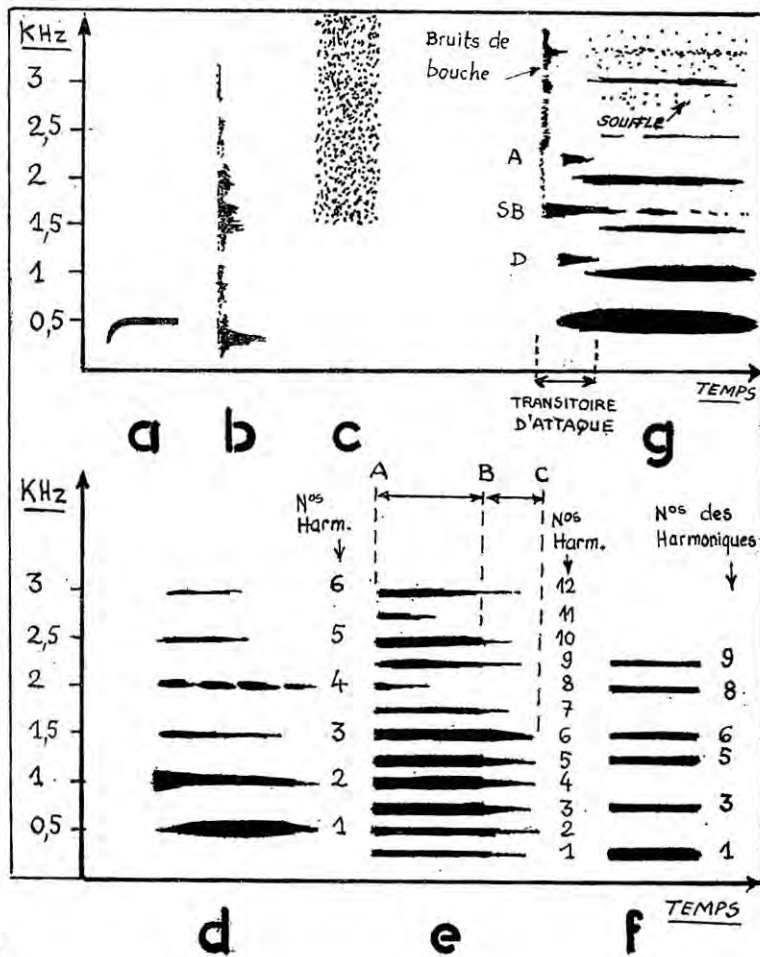 KHz
3
2,5
2
1,5
1
0,5
Bruits de
bouche
SOUFFLE
A
SB
D
TEMPS
TRANSITOIRE
D'ATTAQUE
a
b
c
g
KHz
3
2,5
2
1,5
1
0,5
Nos
Harm.
6
5
4
3
2
1
A
B
C
Nos
Harm.
12
11
10
9
8
7
6
5
4
3
2
1
Nos des
Harmoniques
9
8
6
5
3
1
TEMPS
d
e
f